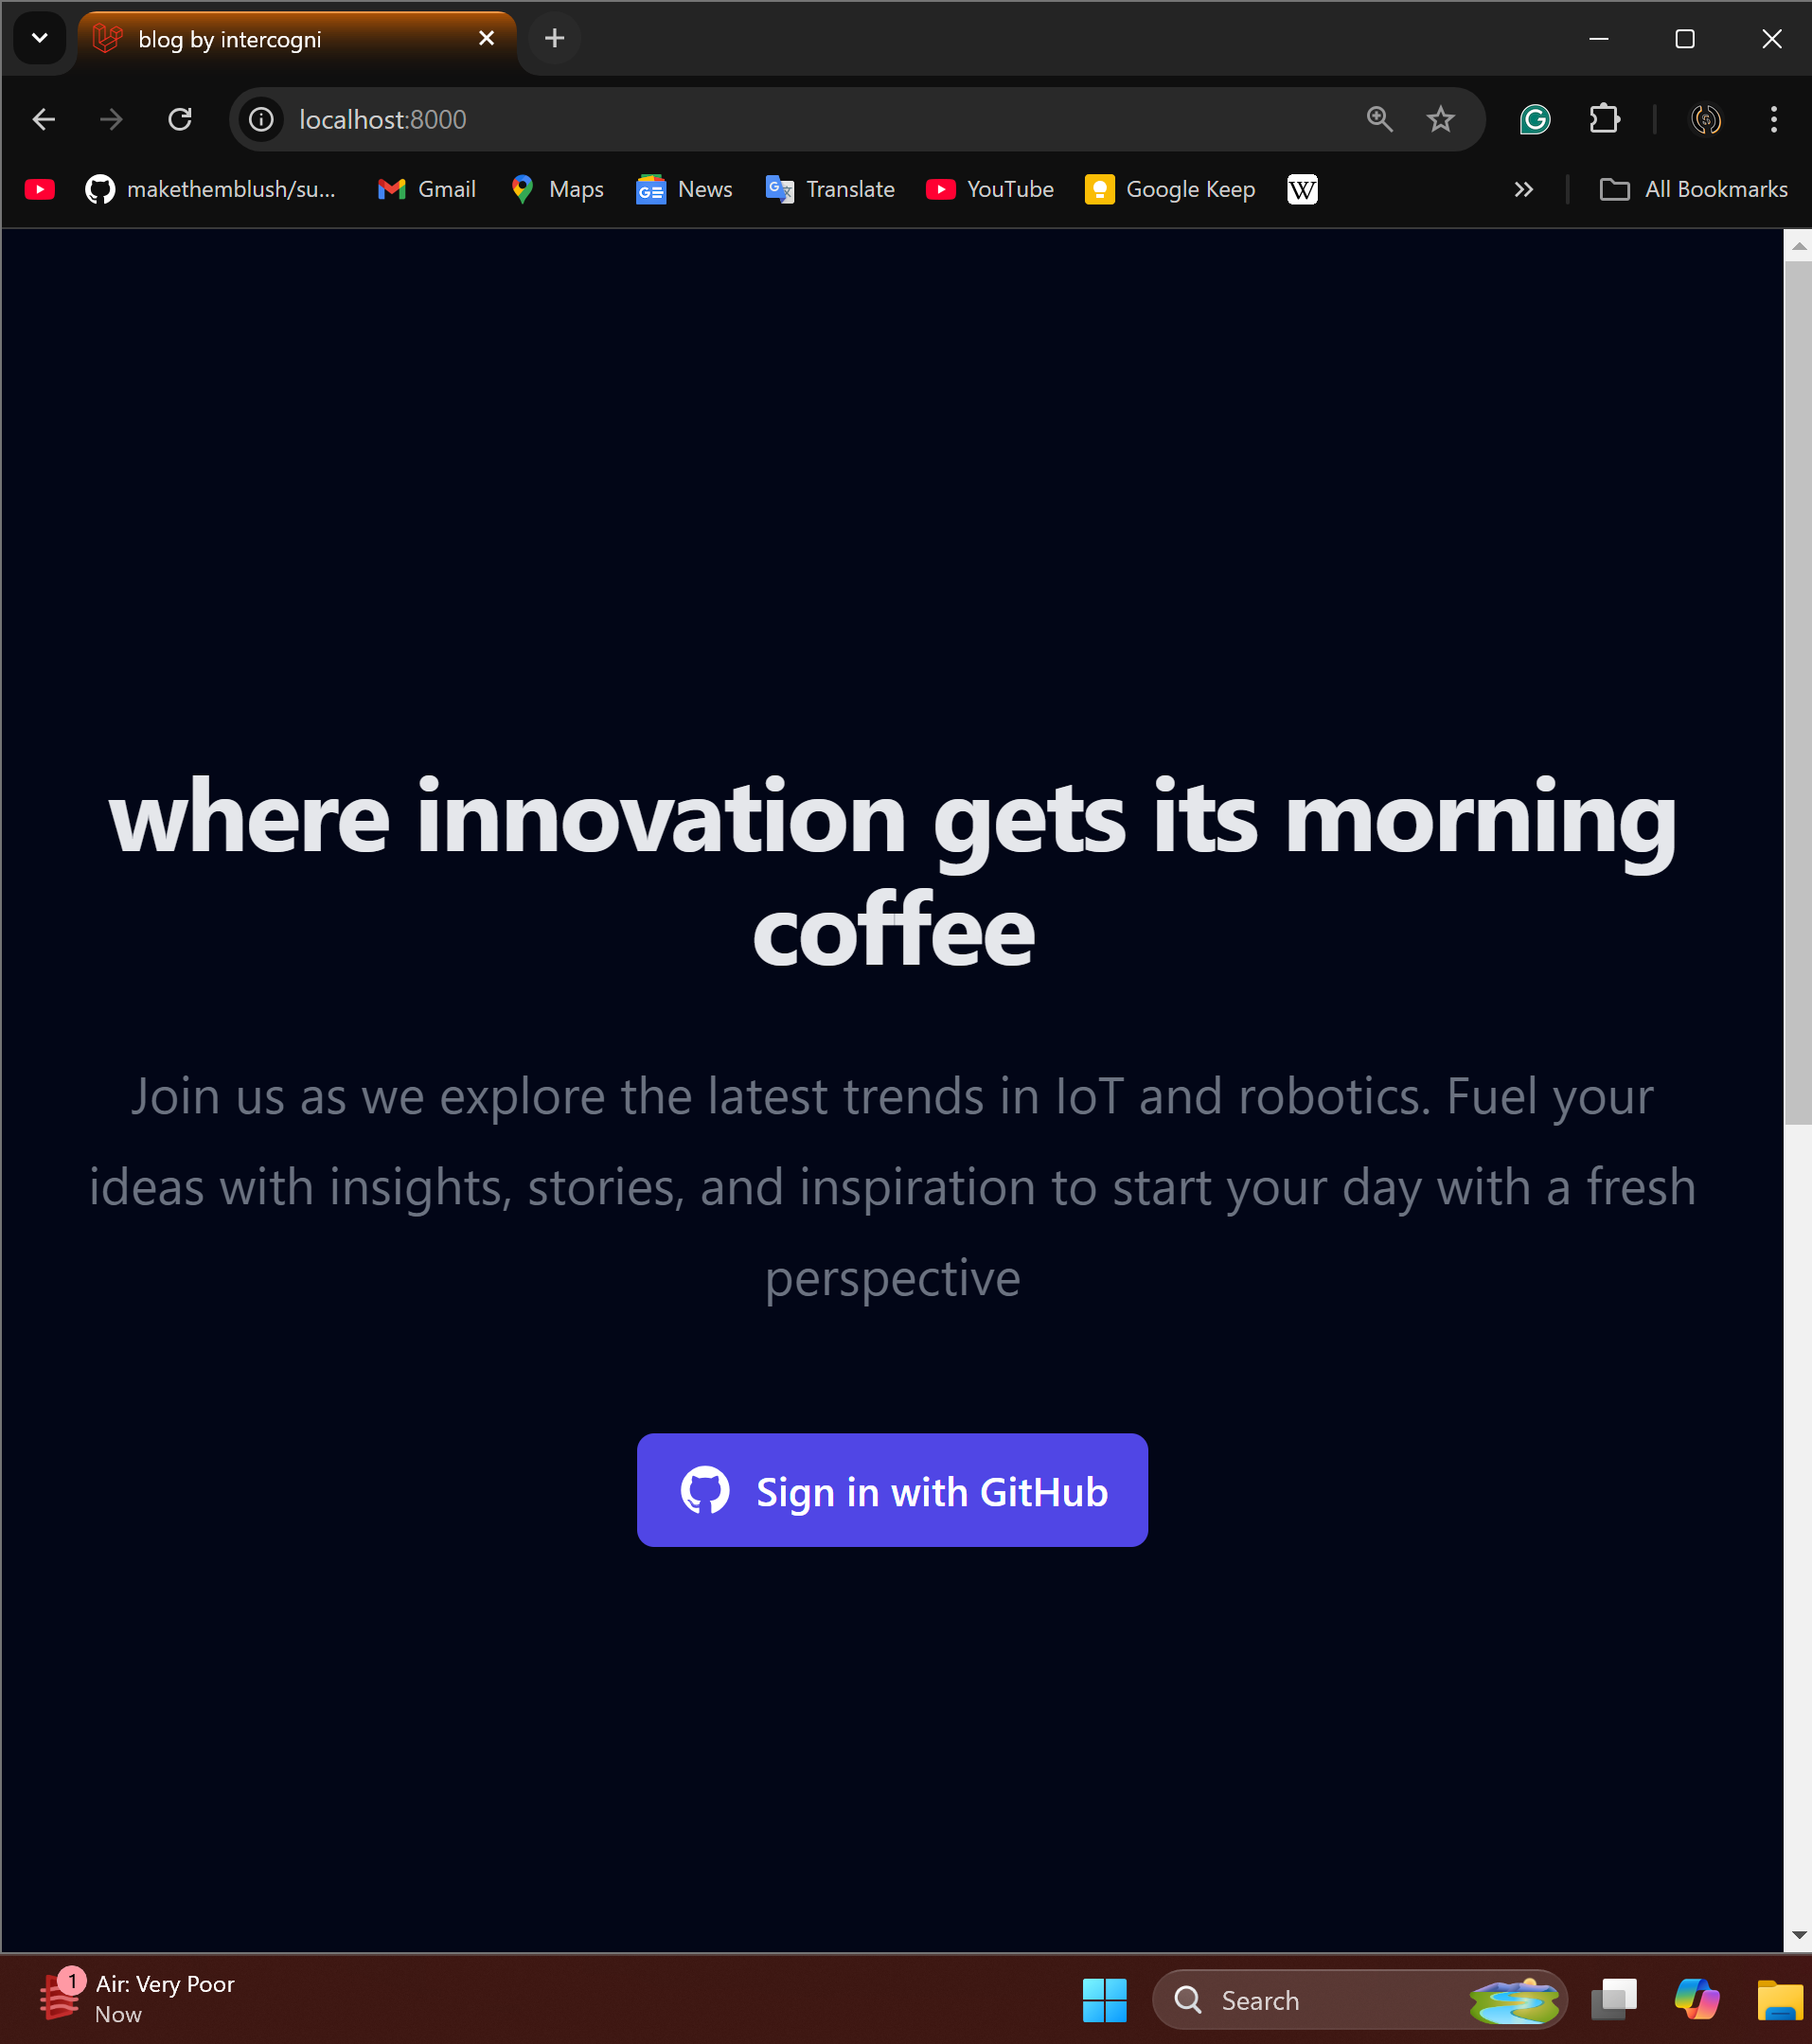 blog by intercogni
localhost:8000
makethemblush/su...
Gmail
Maps
News
Translate
YouTube
Google Keep
W
All Bookmarks
where innovation gets its morning
coffee
Join us as we explore the latest trends in IoT and robotics. Fuel your
ideas with insights, stories, and inspiration to start your day with a fresh
perspective
Sign in with GitHub
1
Air: Very Poor
Now
Search